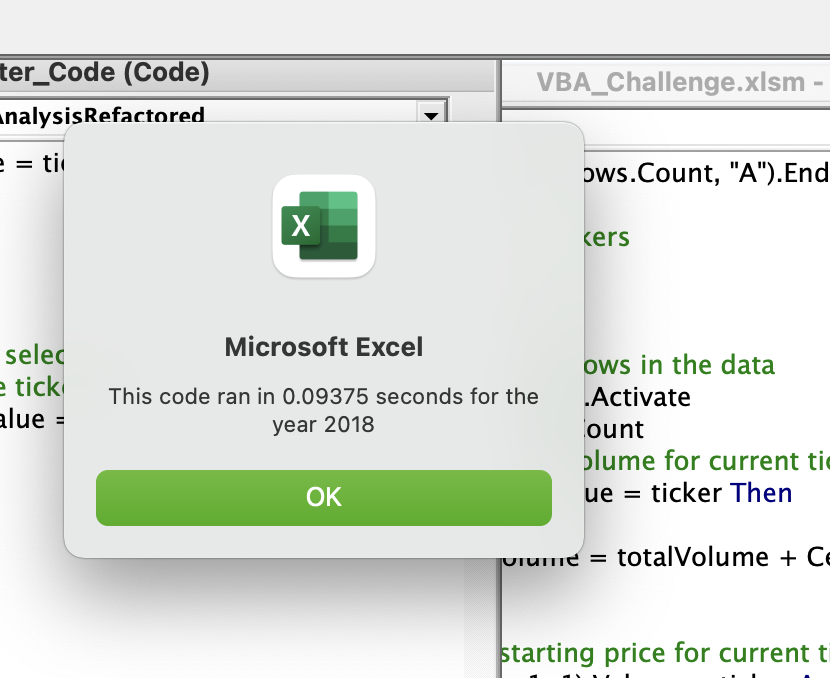 ter_Code (Code)
AnalysisRefactored
e = tic
selec
e ticke
alue =
VBA_Challenge.xlsm -
ows.Count, "A").End
kers
ows in the data
.Activate
Count
olume for current tic
ue = ticker Then
olume = totalVolume + Ce
starting price for current ti
X
Microsoft Excel
This code ran in 0.09375 seconds for the
year 2018
OK